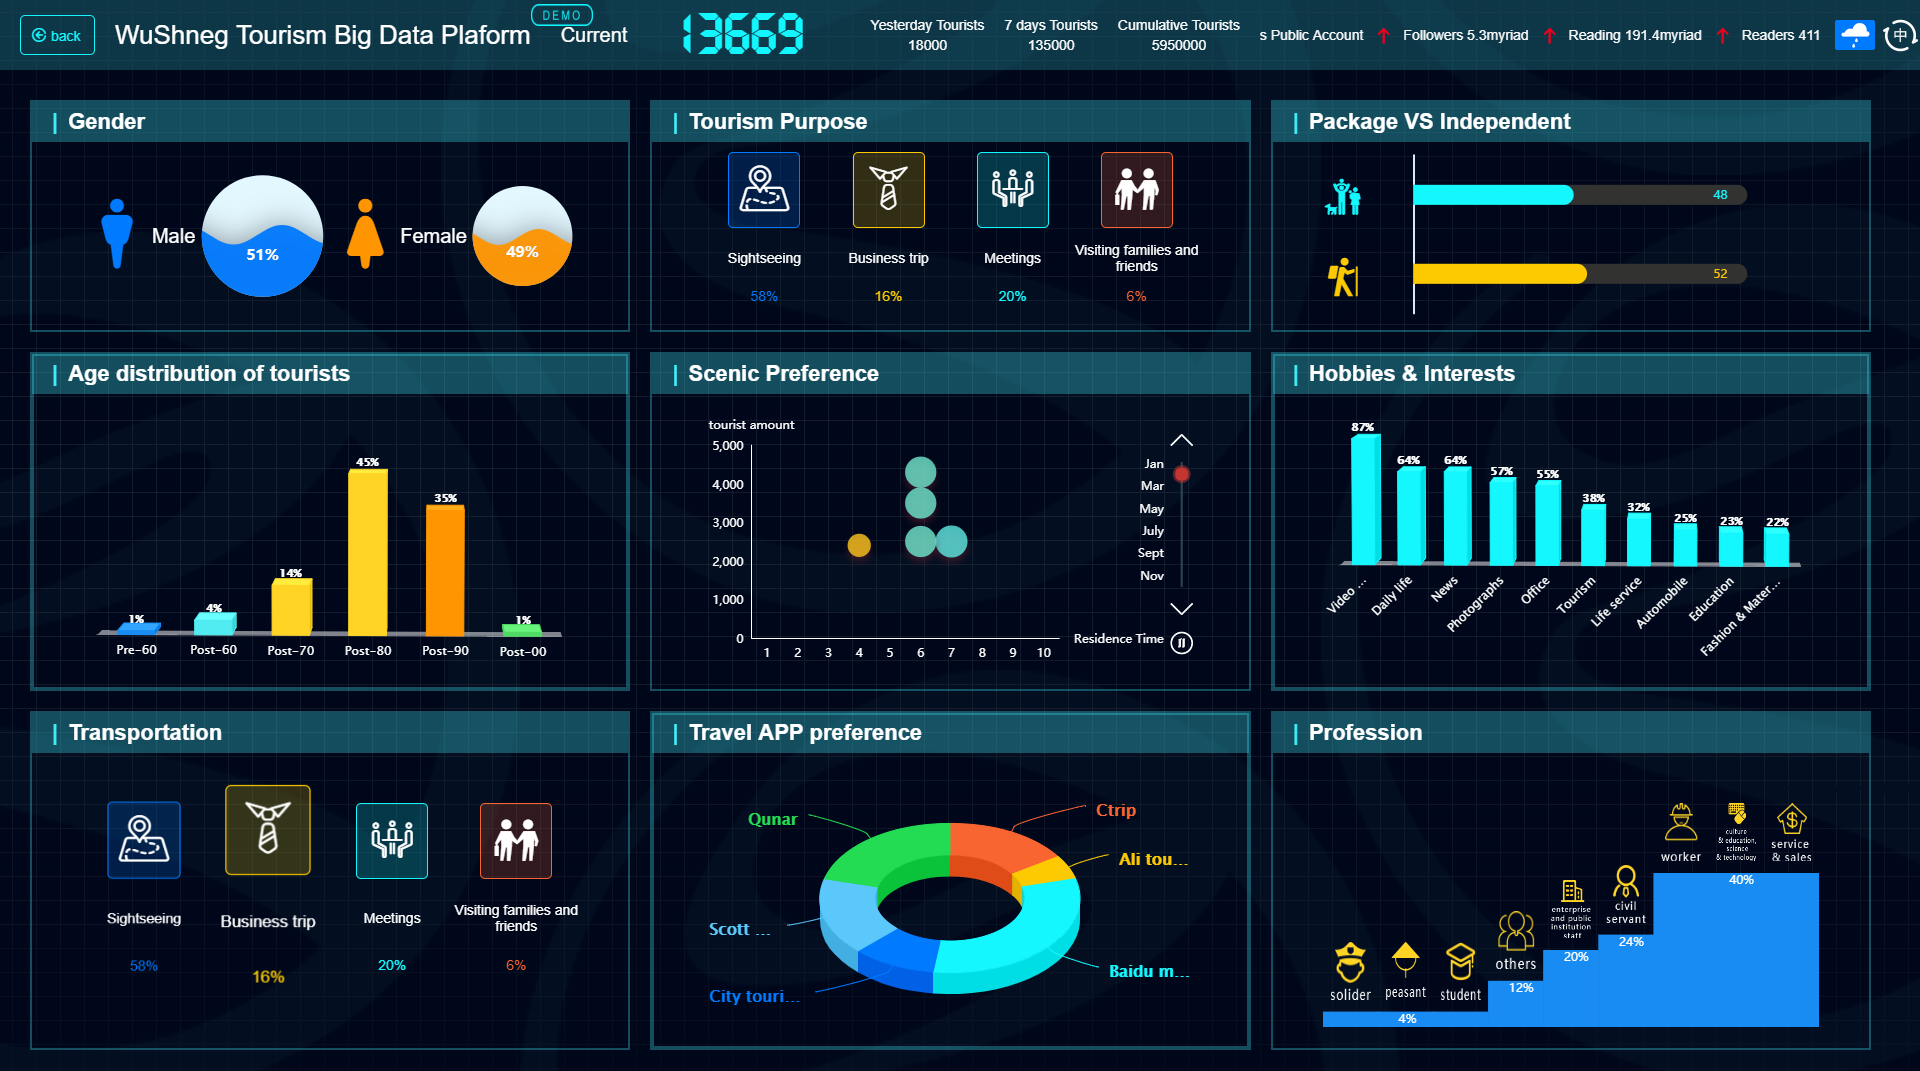 DEMO
back
WuShneg Tourism Big Data Plaform
Current
13669
Yesterday Tourists
18000
7 days Tourists
135000
Cumulative Tourists
5950000
s Public Account
Followers 5.3myriad
Reading 191.4myriad
Readers 411
中
Gender
Male
51%
Female
49%
Tourism Purpose
Sightseeing
58%
Business trip
16%
Meetings
20%
Visiting families and
friends
6%
Package VS Independent
48
52
Age distribution of tourists
1%
4%
14%
45%
35%
1%
Pre-60
Post-60
Post-70
Post-80
Post-90
Post-00
Scenic Preference
tourist amount
5,000
4,000
3,000
2,000
1,000
0
1 2 3 4 5 6 7 8 9 10
Residence Time
Jan
Mar
May
July
Sept
Nov
Hobbies & Interests
87%
64%
64%
57%
55%
38%
32%
25%
23%
22%
Video ...
Daily life
News
Photographs
Office
Tourism
Life service
Automobile
Education
Fashion & Mater...
Transportation
Sightseeing
58%
Business trip
16%
Meetings
20%
Visiting families and
friends
6%
Travel APP preference
Qunar
Ctrip
Ali tou...
Scott ...
Baidu m...
City touri...
Profession
solider
peasant
student
4%
others
12%
enterprise
and public
institution
staff
20%
civil
servant
24%
worker
culture
& education,
science
& technology
service
& sales
40%